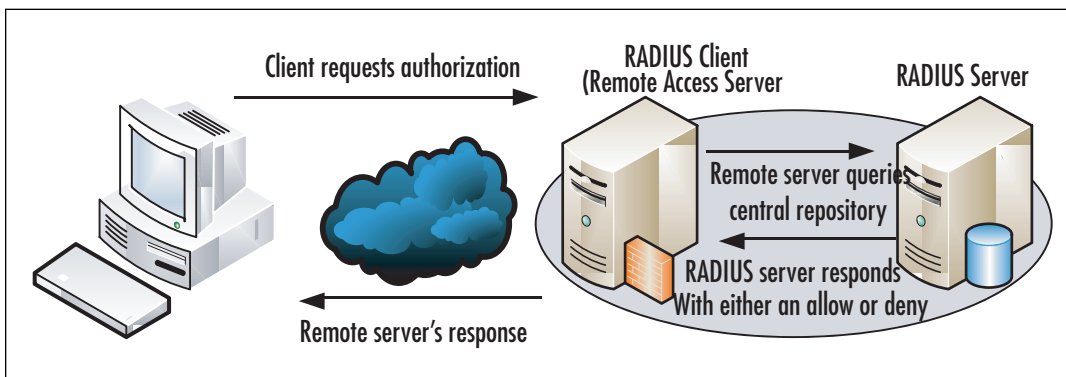 Client requests authorization
RADIUS Client
(Remote Access Server
RADIUS Server
Remote server queries
central repository
RADIUS server responds
With either an allow or deny
Remote server's response